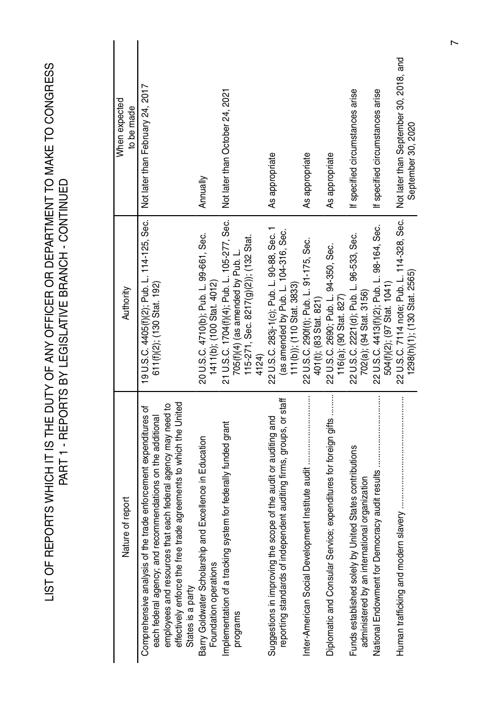 LIST OF REPORTS WHICH IT IS THE DUTY OF ANY OFFICER OR DEPARTMENT TO MAKE TO CONGRESS
PART 1 - REPORTS BY LEGISLATIVE BRANCH - CONTINUED
Nature of report
Authority
When expected
to be made
Comprehensive analysis of the trade enforcement expenditures of
each federal agency; and recommendations on the additional
employees and resources that each federal agency may need to
effectively enforce the free trade agreements to which the United
States is a party
19 U.S.C. 4405(f)(2); Pub. L. 114-125, Sec.
611(f)(2); (130 Stat. 192)
Not later than February 24, 2017
Barry Goldwater Scholarship and Excellence in Education
Foundation operations
20 U.S.C. 4710(b); Pub. L. 99-661, Sec.
1411(b); (100 Stat. 4012)
Annually
Implementation of a tracking system for federally funded grant
programs
21 U.S.C. 1704(f)(4); Pub. L. 105-277, Sec.
705(f)(4) (as amended by Pub. L.
115-271, Sec. 8217(g)(2)); (132 Stat.
4124)
Not later than October 24, 2021
Suggestions in improving the scope of the audit or auditing and
reporting standards of independent auditing firms, groups, or staff
22 U.S.C. 283j-1(c); Pub. L. 90-88, Sec. 1
(as amended by Pub. L. 104-316, Sec.
111(b)); (110 Stat. 3833)
As appropriate
Inter-American Social Development Institute audit
22 U.S.C. 290f(t); Pub. L. 91-175, Sec.
401(t); (83 Stat. 821)
As appropriate
Diplomatic and Consular Service; expenditures for foreign gifts
22 U.S.C. 2690; Pub. L. 94-350, Sec.
116(a); (90 Stat. 827)
As appropriate
Funds established solely by United States contributions
administered by an international organization
22 U.S.C. 2221(d); Pub. L. 96-533, Sec.
702(a); (94 Stat. 3156)
If specified circumstances arise
National Endowment for Democracy audit results
22 U.S.C. 4413(f)(2); Pub. L. 98-164, Sec.
504(f)(2); (97 Stat. 1041)
If specified circumstances arise
Human trafficking and modern slavery
22 U.S.C. 7114 note; Pub. L. 114-328, Sec.
1298(h)(1); (130 Stat. 2565)
Not later than September 30, 2018, and
September 30, 2020
7